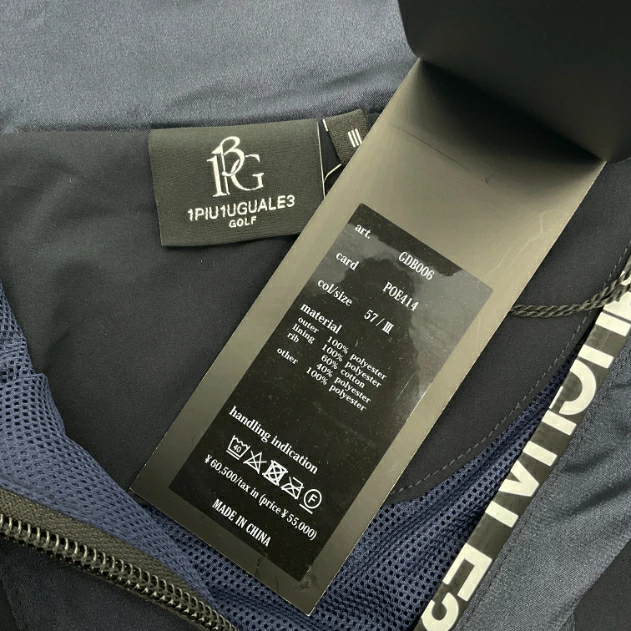 1PBG
1PIU1UGUALE3
GOLF
III
art. GDB006
card POE414
col/size 57/III
material
outer 100% polyester
lining 100% polyester
rib 60% cotton
40% polyester
other 100% polyester
handling indication
40
P
¥60,500/tax in (price ¥55,000)
MADE IN CHINA